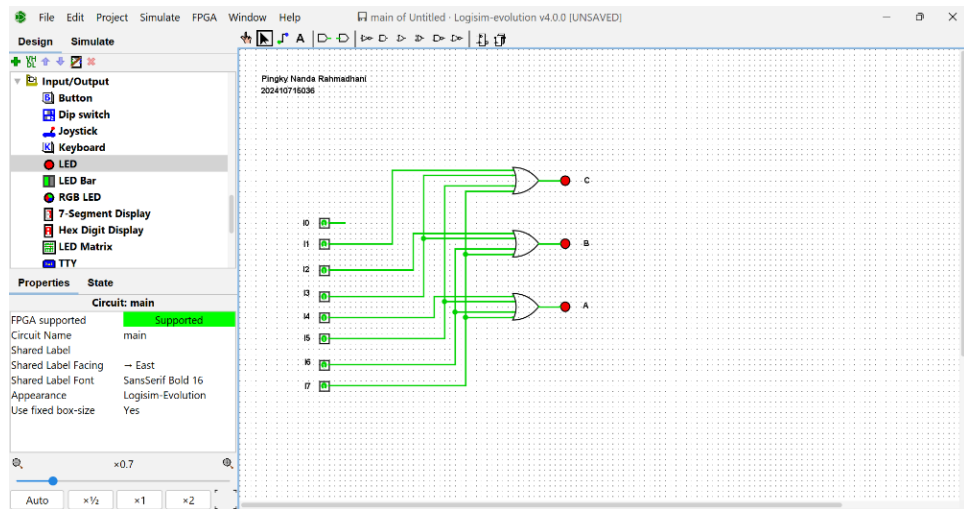 File Edit Project Simulate FPGA Window Help
main of Untitled · Logisim-evolution v4.0.0 [UNSAVED]
Design Simulate
Input/Output
Button
Dip switch
Joystick
Keyboard
LED
LED Bar
RGB LED
7-Segment Display
Hex Digit Display
LED Matrix
TTY
Properties State
Circuit: main
FPGA supported Supported
Circuit Name main
Shared Label
Shared Label Facing → East
Shared Label Font SansSerif Bold 16
Appearance Logisim-Evolution
Use fixed box-size Yes
×0.7
Auto ×½ ×1 ×2
Pingky Nanda Rahmadhani
202410715036
C
I0
I1
B
I2
I3
A
I4
I5
I6
I7